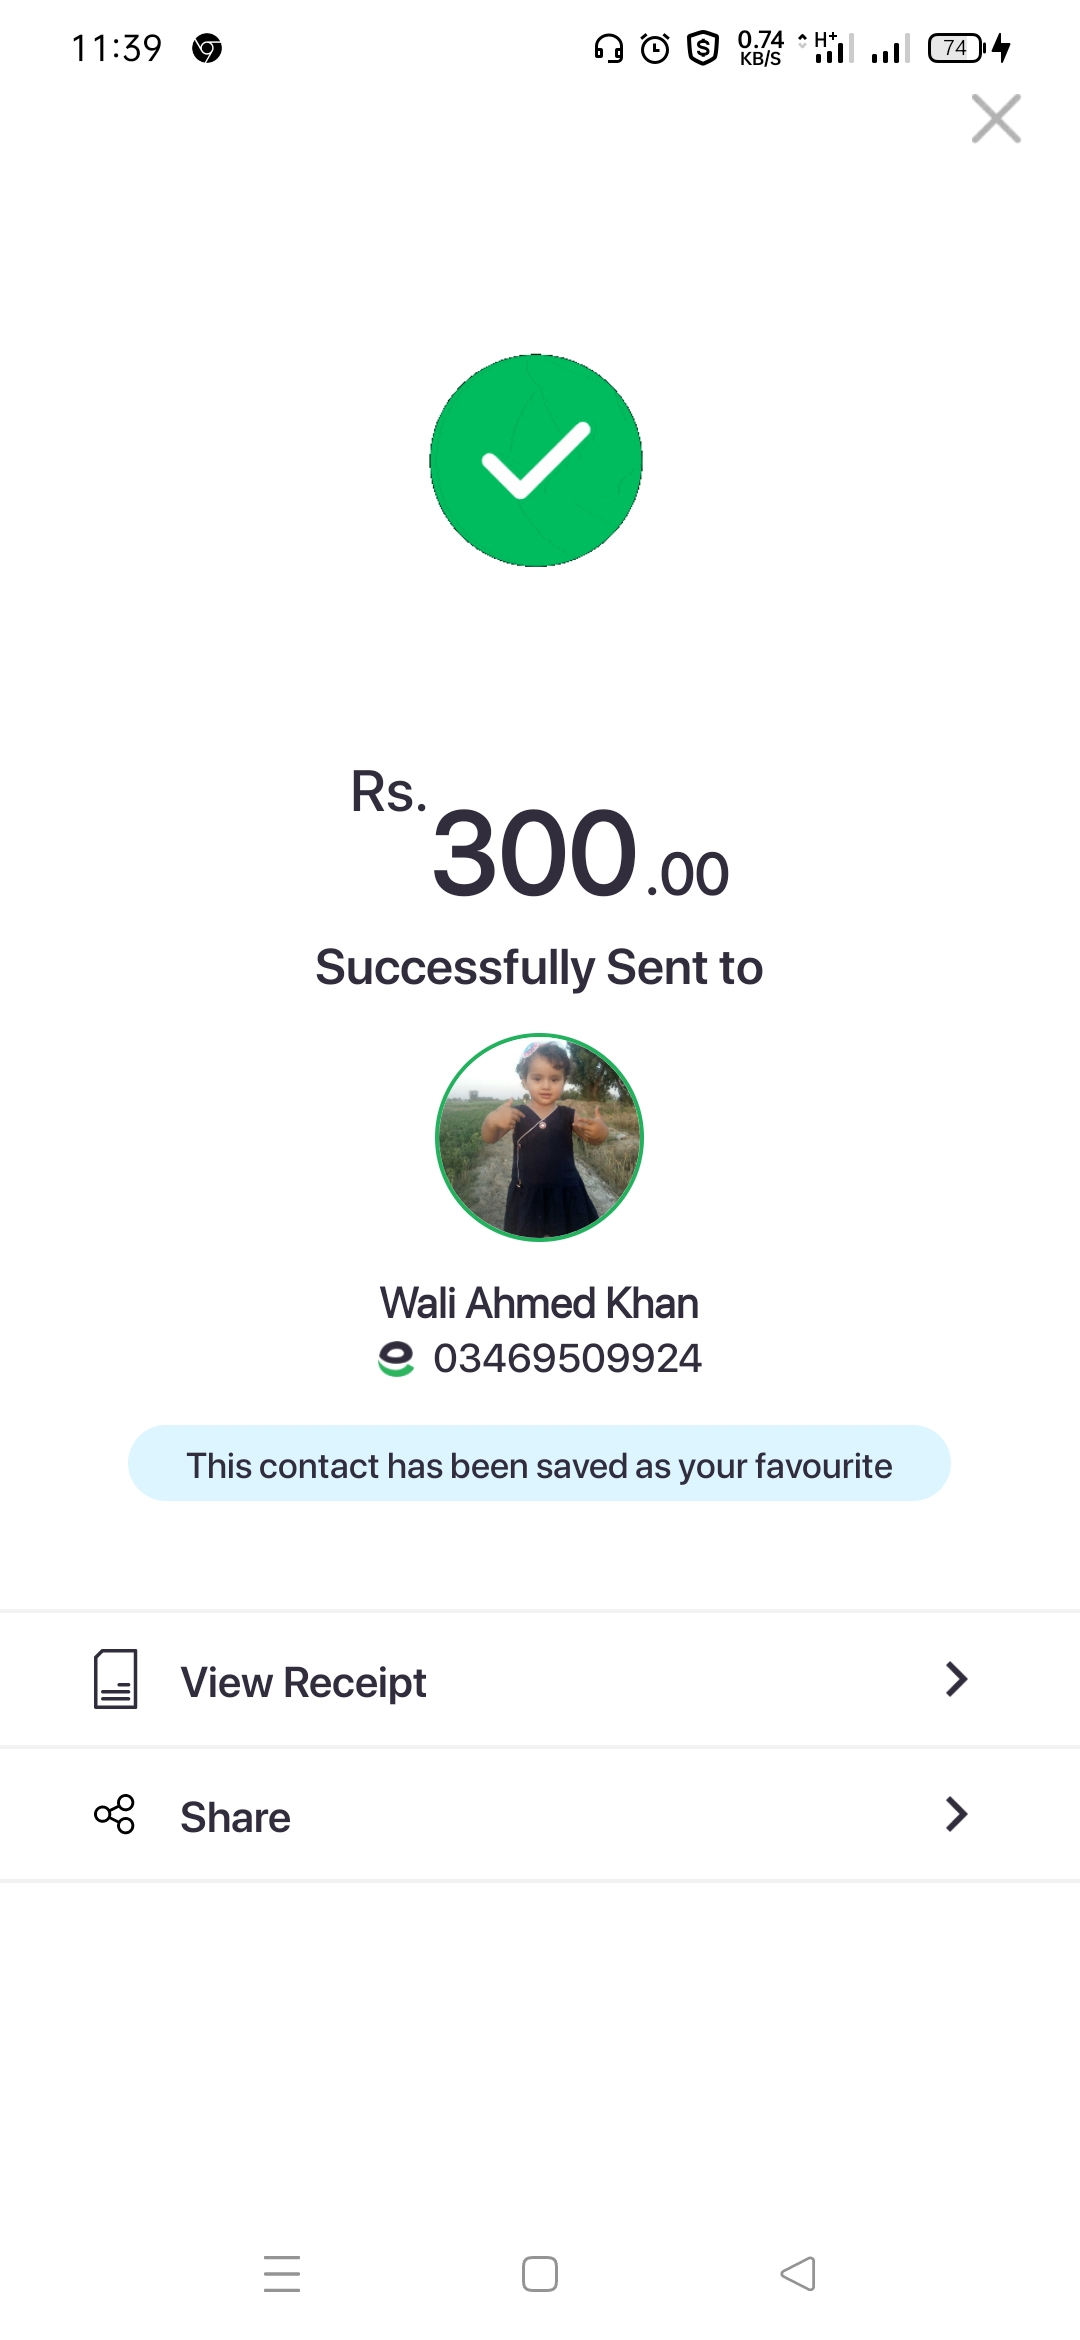 11:39
0.74
KB/S
H+
74
Rs.
300.00
Successfully Sent to
Wali Ahmed Khan
03469509924
This contact has been saved as your favourite
View Receipt
Share